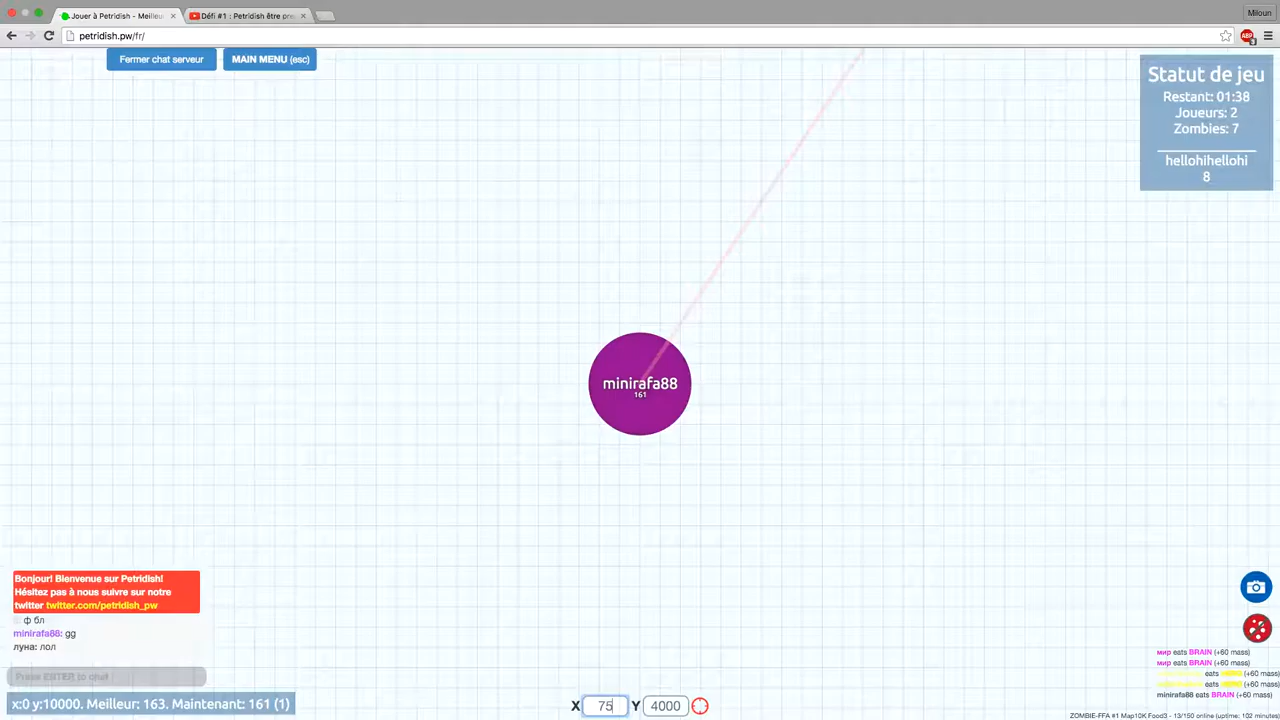 Jouer à Petridish - Meilleur
Défi #1 : Petridish être pre
Miloun
petridish.pw/fr/
ABP
3
Fermer chat serveur
MAIN MENU (esc)
Statut de jeu
Restant: 01:38
Joueurs: 2
Zombies: 7
hellohihellohi
8
minirafa88
161
Bonjour! Bienvenue sur Petridish!
Hésitez pas à nous suivre sur notre
twitter twitter.com/petridish_pw
: ф бл
minirafa88: gg
луна: лол
Press ENTER to chat
x:0 y:10000. Meilleur: 163. Maintenant: 161 (1)
X 75 Y 4000
мир eats BRAIN (+60 mass)
мир eats BRAIN (+60 mass)
eats (+60 mass)
eats (+60 mass)
minirafa88 eats BRAIN (+60 mass)
ZOMBIE-FFA #1 Map10K Food3 - 13/150 online (uptime: 102 minutes)